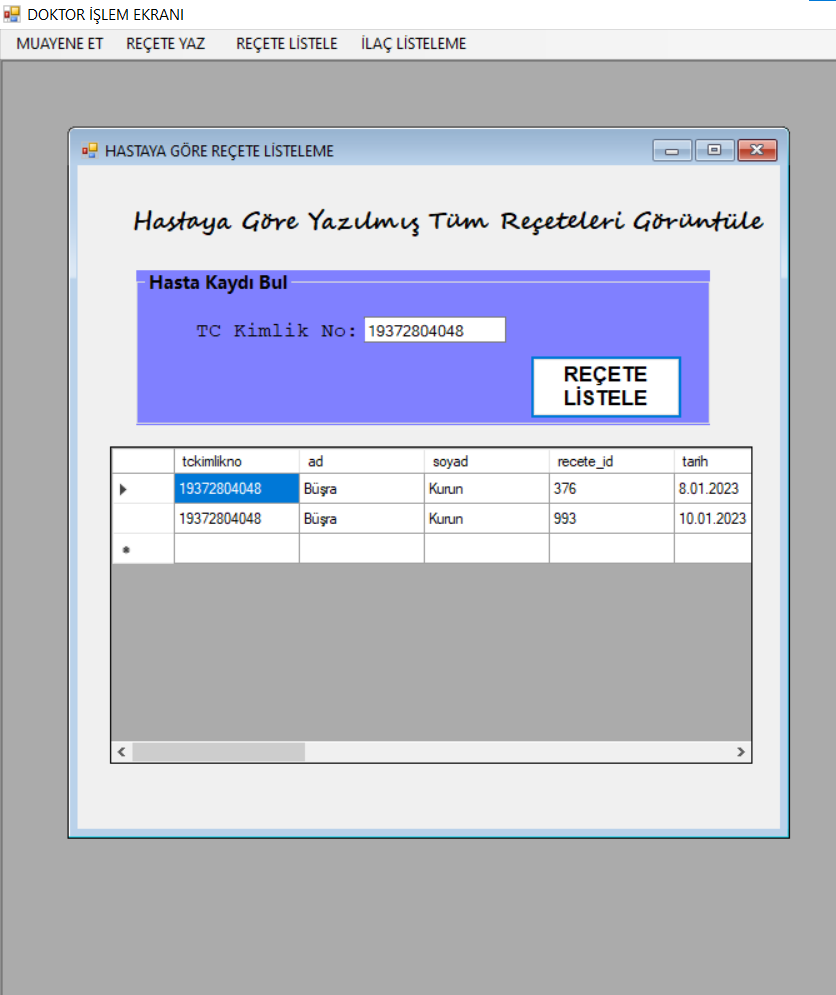 DOKTOR İŞLEM EKRANI
MUAYENE ET REÇETE YAZ REÇETE LİSTELE İLAÇ LİSTELEME
HASTAYA GÖRE REÇETE LİSTELEME
Hastaya Göre Yazılmış Tüm Reçeteleri Görüntüle
Hasta Kaydı Bul
TC Kimlik No: 19372804048
REÇETE
LİSTELE
tckimlikno ad soyad recete_id tarih
19372804048 Büşra Kurun 376 8.01.2023
19372804048 Büşra Kurun 993 10.01.2023